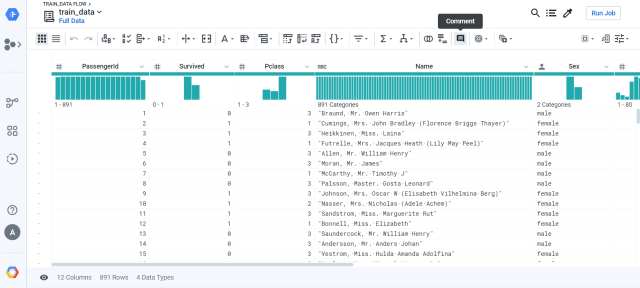 TRAIN_DATA FLOW >
train_data
Full Data
Comment
Run Job
PassengerId Survived Pclass ABC Name Sex
1 - 891 0 - 1 1 - 3 891 Categories 2 Categories 1 - 80
1 0 3 "Braund, Mr. Owen Harris" male
2 1 1 "Cumings, Mrs. John Bradley (Florence Briggs Thayer)" female
3 1 3 "Heikkinen, Miss. Laina" female
4 1 1 "Futrelle, Mrs. Jacques Heath (Lily May Peel)" female
5 0 3 "Allen, Mr. William Henry" male
6 0 3 "Moran, Mr. James" male
7 0 1 "McCarthy, Mr. Timothy J" male
8 0 3 "Palsson, Master. Gosta Leonard" male
9 1 3 "Johnson, Mrs. Oscar W (Elisabeth Vilhelmina Berg)" female
10 1 2 "Nasser, Mrs. Nicholas (Adele Achem)" female
11 1 3 "Sandstrom, Miss. Marguerite Rut" female
12 1 1 "Bonnell, Miss. Elizabeth" female
13 0 3 "Saundercock, Mr. William Henry" male
14 0 3 "Andersson, Mr. Anders Johan" male
15 0 3 "Vestrom, Miss. Hulda Amanda Adolfina" female
A
12 Columns 891 Rows 4 Data Types